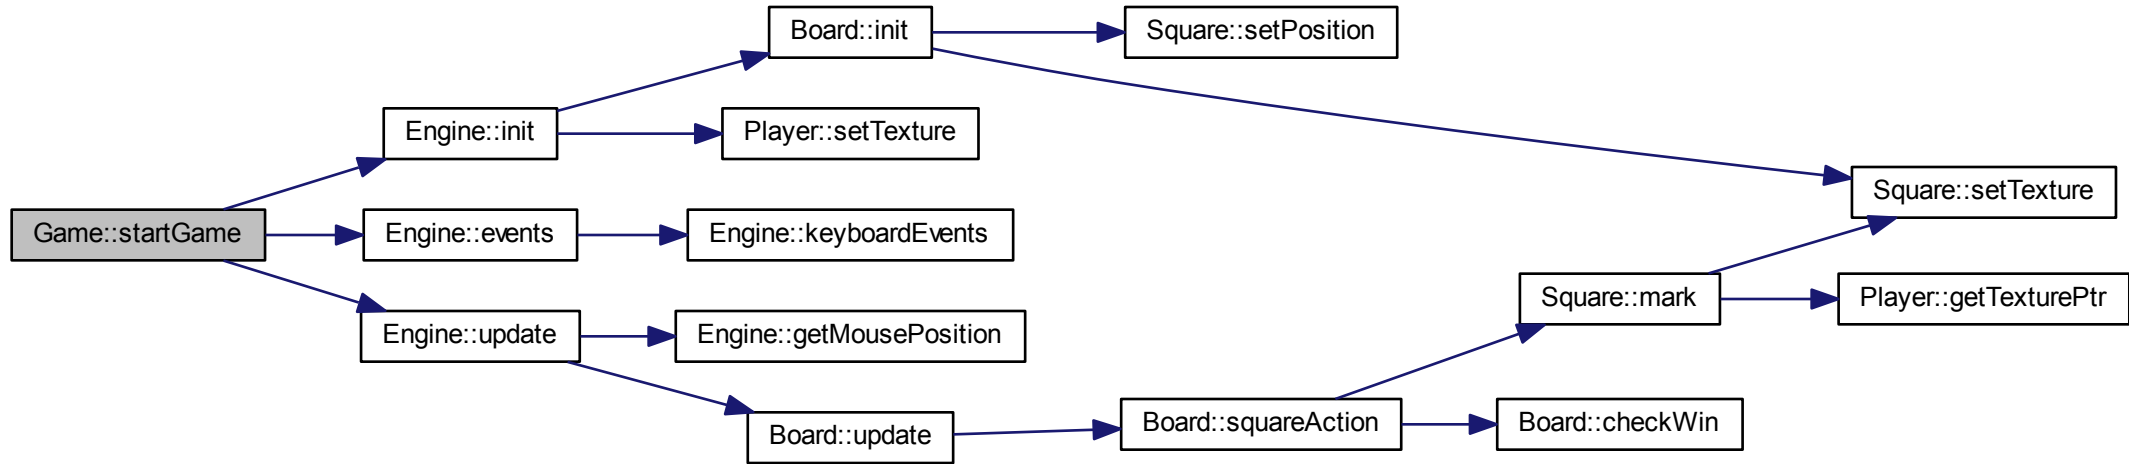 Board::init
Square::setPosition
Engine::init
Player::setTexture
Square::setTexture
Game::startGame
Engine::events
Engine::keyboardEvents
Square::mark
Player::getTexturePtr
Engine::update
Engine::getMousePosition
Board::update
Board::squareAction
Board::checkWin